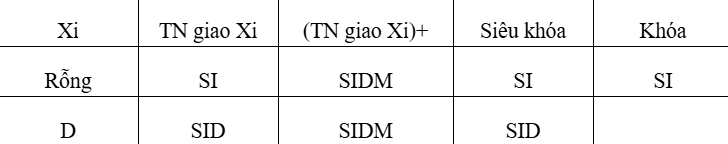 Xi TN giao Xi (TN giao Xi)+ Siêu khóa Khóa
Rỗng SI SIDM SI SI
D SID SIDM SID